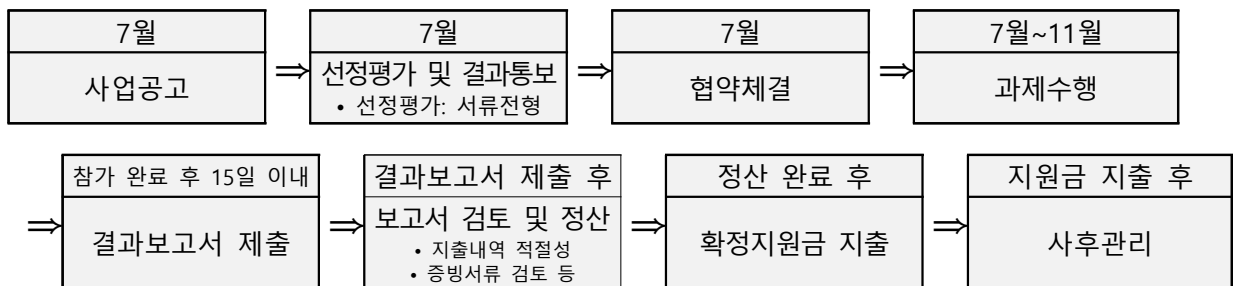 7월
사업공고
⇒
7월
선정평가 및 결과통보
• 선정평가: 서류전형
⇒
7월
협약체결
⇒
7월~11월
과제수행
⇒
참가 완료 후 15일 이내
결과보고서 제출
⇒
결과보고서 제출 후
보고서 검토 및 정산
• 지출내역 적절성
• 증빙서류 검토 등
⇒
정산 완료 후
확정지원금 지출
⇒
지원금 지출 후
사후관리